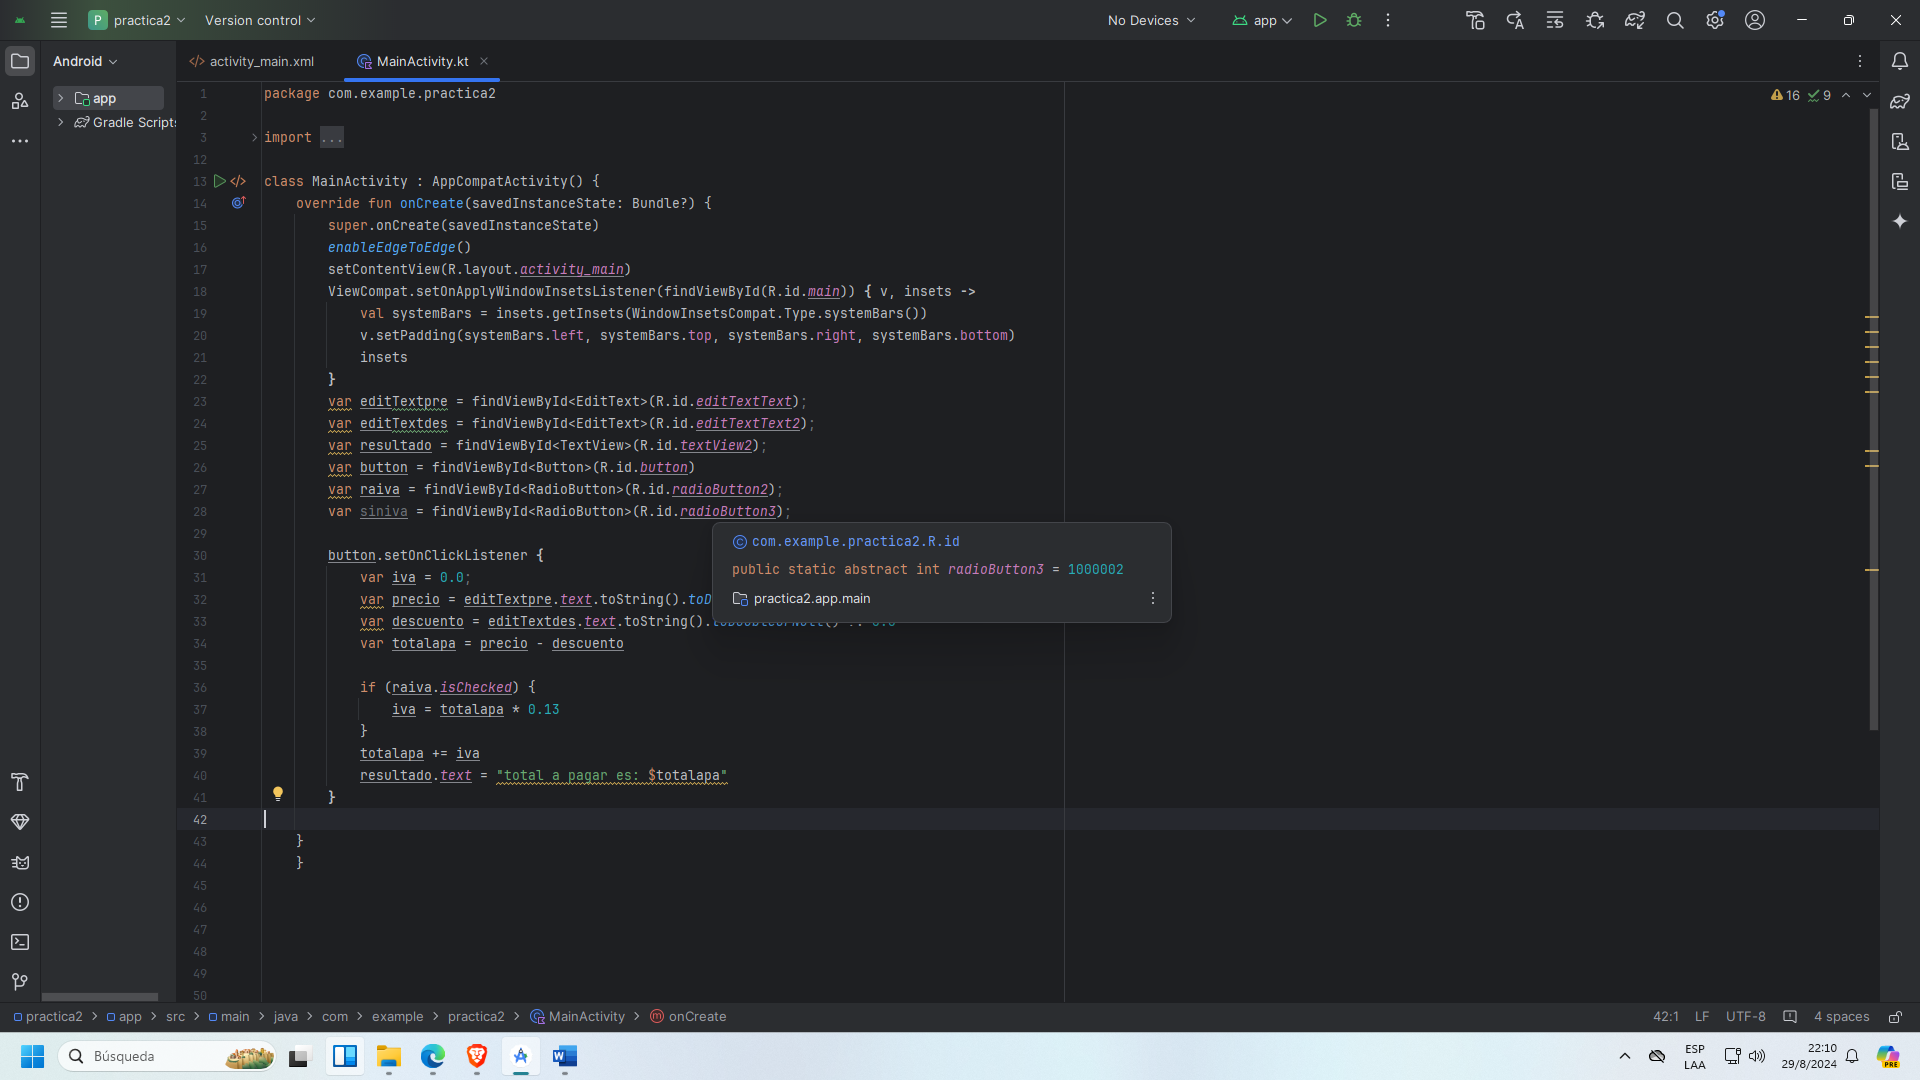 P practica2 Version control No Devices app
Android activity_main.xml MainActivity.kt
app
Gradle Scripts
16 9
1 package com.example.practica2
2
3 import ...
12
13 class MainActivity : AppCompatActivity() {
14 override fun onCreate(savedInstanceState: Bundle?) {
15 super.onCreate(savedInstanceState)
16 enableEdgeToEdge()
17 setContentView(R.layout.activity_main)
18 ViewCompat.setOnApplyWindowInsetsListener(findViewById(R.id.main)) { v, insets ->
19 val systemBars = insets.getInsets(WindowInsetsCompat.Type.systemBars())
20 v.setPadding(systemBars.left, systemBars.top, systemBars.right, systemBars.bottom)
21 insets
22 }
23 var editTextpre = findViewById<EditText>(R.id.editTextText);
24 var editTextdes = findViewById<EditText>(R.id.editTextText2);
25 var resultado = findViewById<TextView>(R.id.textView2);
26 var button = findViewById<Button>(R.id.button)
27 var raiva = findViewById<RadioButton>(R.id.radioButton2);
28 var siniva = findViewById<RadioButton>(R.id.radioButton3);
29
30 button.setOnClickListener {
31 var iva = 0.0;
32 var precio = editTextpre.text.toString().
33 var descuento = editTextdes.text.toString().
34 var totalapa = precio - descuento
35
36 if (raiva.isChecked) {
37 iva = totalapa * 0.13
38 }
39 totalapa += iva
40 resultado.text = "total a pagar es: $totalapa"
41 }
42
43 }
44 }
45
46
47
48
49
50
com.example.practica2.R.id
public static abstract int radioButton3 = 1000002
practica2.app.main
practica2 > app > src > main > java > com > example > practica2 > MainActivity > onCreate 42:1 LF UTF-8 4 spaces
Búsqueda ESP 22:10
LAA 29/8/2024 PRE